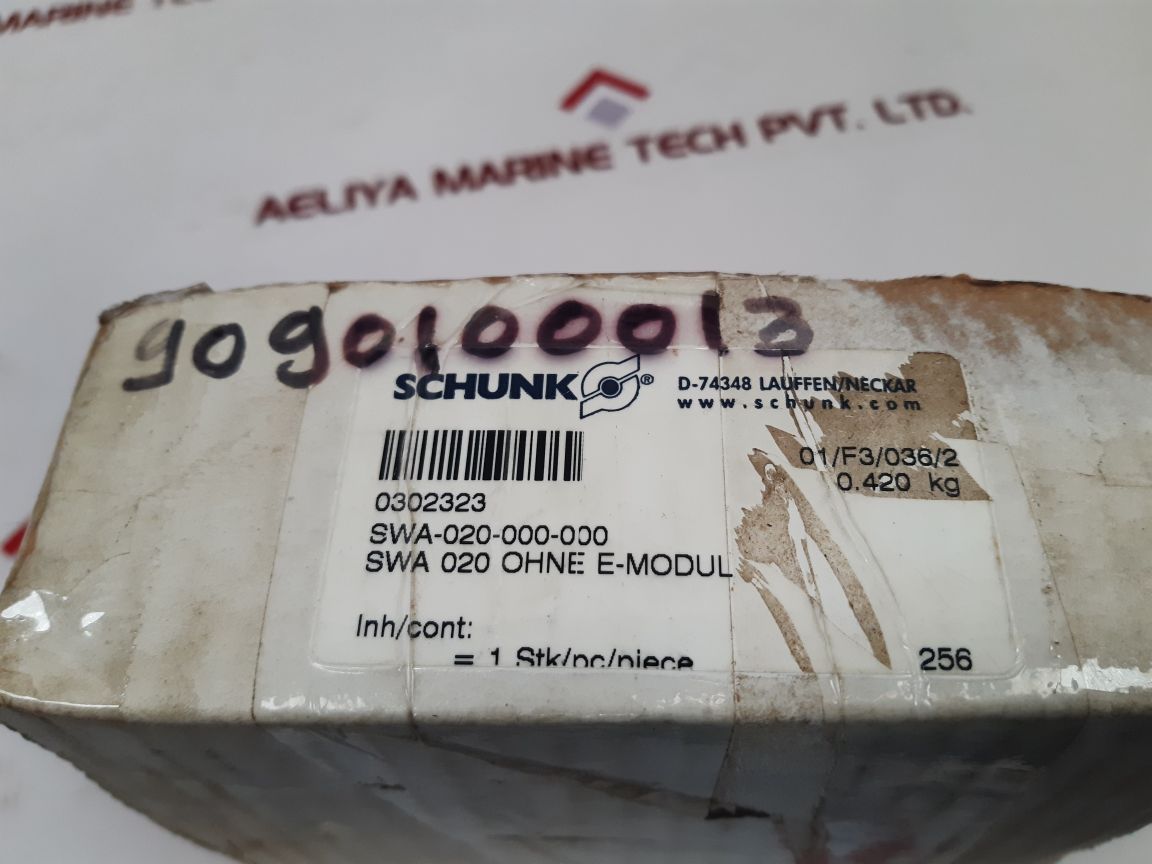 MARINE TECH
AELIYA MARINE TECH PVT. LTD.
9090100013
SCHUNK ®
D-74348 LAUFFEN/NECKAR
www.schunk.com
01/F3/036/2
0.420 kg
0302323
SWA-020-000-000
SWA 020 OHNE E-MODUL
Inh/cont:
= 1 Stk/pc/piece
256